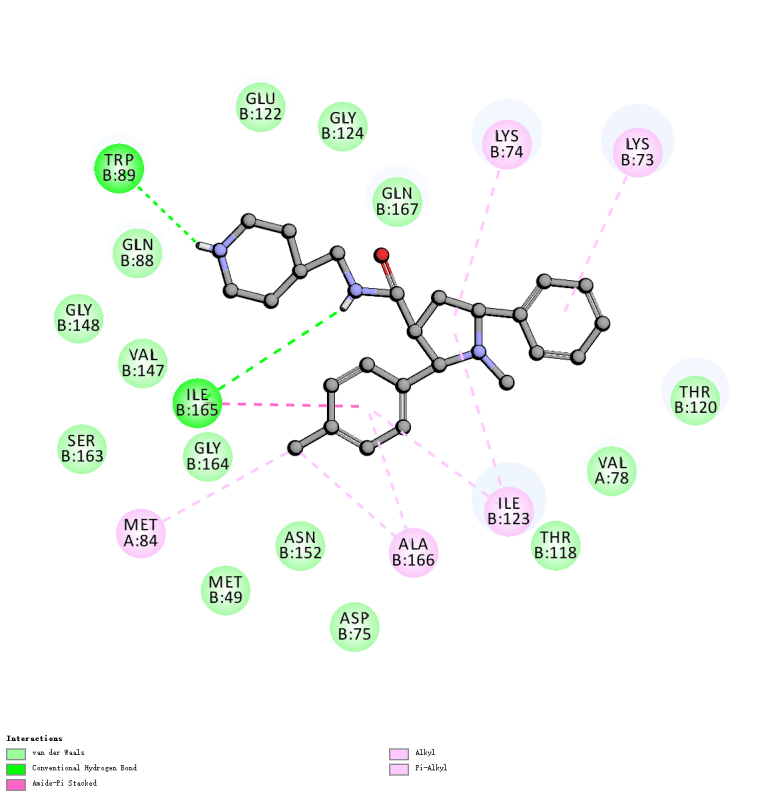 GLU
B:122
GLY
B:124
LYS
B:74
LYS
B:73
TRP
B:89
GLN
B:167
GLN
B:88
N
H
N
H
O
N
GLY
B:148
VAL
B:147
ILE
B:165
THR
B:120
SER
B:163
GLY
B:164
VAL
A:78
MET
A:84
ILE
B:123
ASN
B:152
ALA
B:166
THR
B:118
MET
B:49
ASP
B:75
Interactions
van der Waals
Conventional Hydrogen Bond
Amide-Pi Stacked
Alkyl
Pi-Alkyl